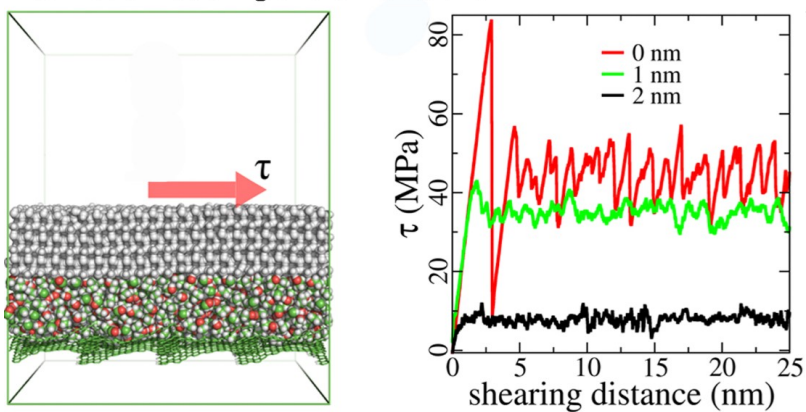 τ
τ (MPa)
80
60
40
20
0
0 nm
1 nm
2 nm
0 5 10 15 20 25
shearing distance (nm)